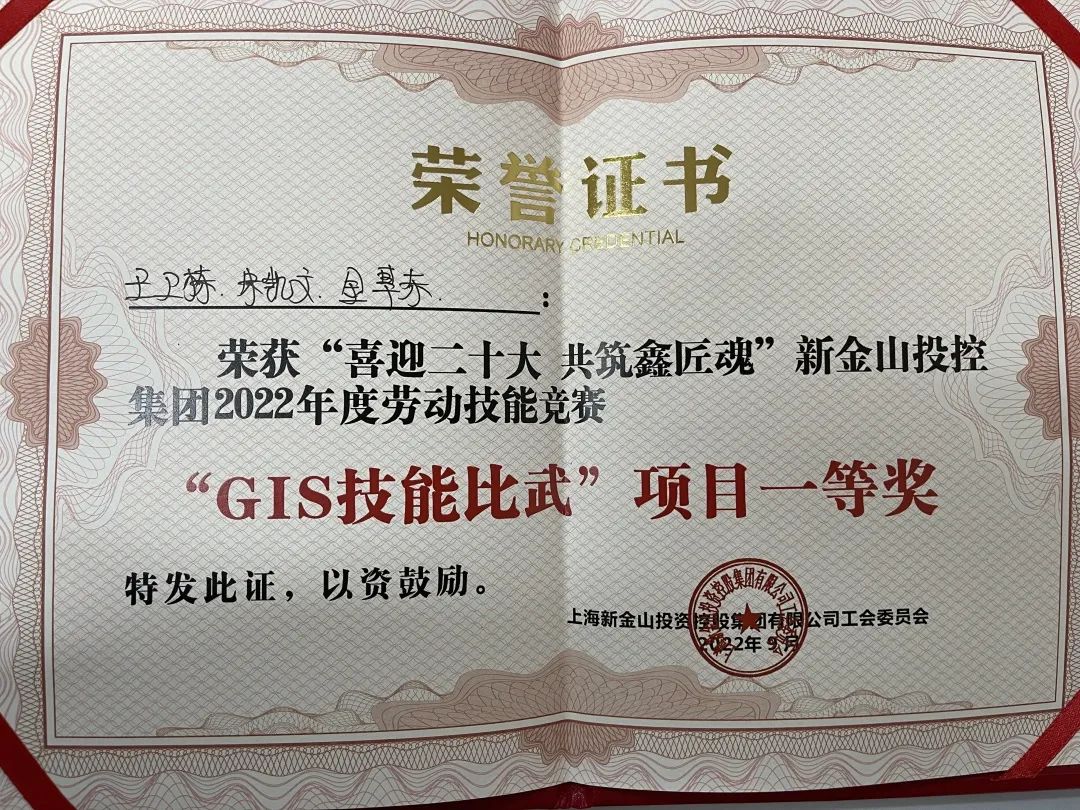 荣誉证书
HONORARY CREDENTIAL
荣获“喜迎二十大 共筑鑫匠魂”新金山投控
集团2022年度劳动技能竞赛
“GIS技能比武”项目一等奖
特发此证，以资鼓励。
上海新金山投资控股集团有限公司工会委员会
2022年9月